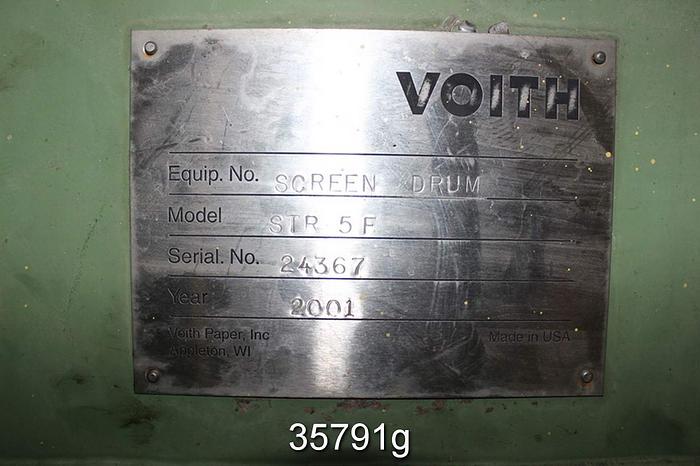 VOITH
Equip. No. SCREEN DRUM
Model STR 5F
Serial. No. 24367
Year 2001
Voith Paper, Inc Made in USA
Appleton, WI
35791g